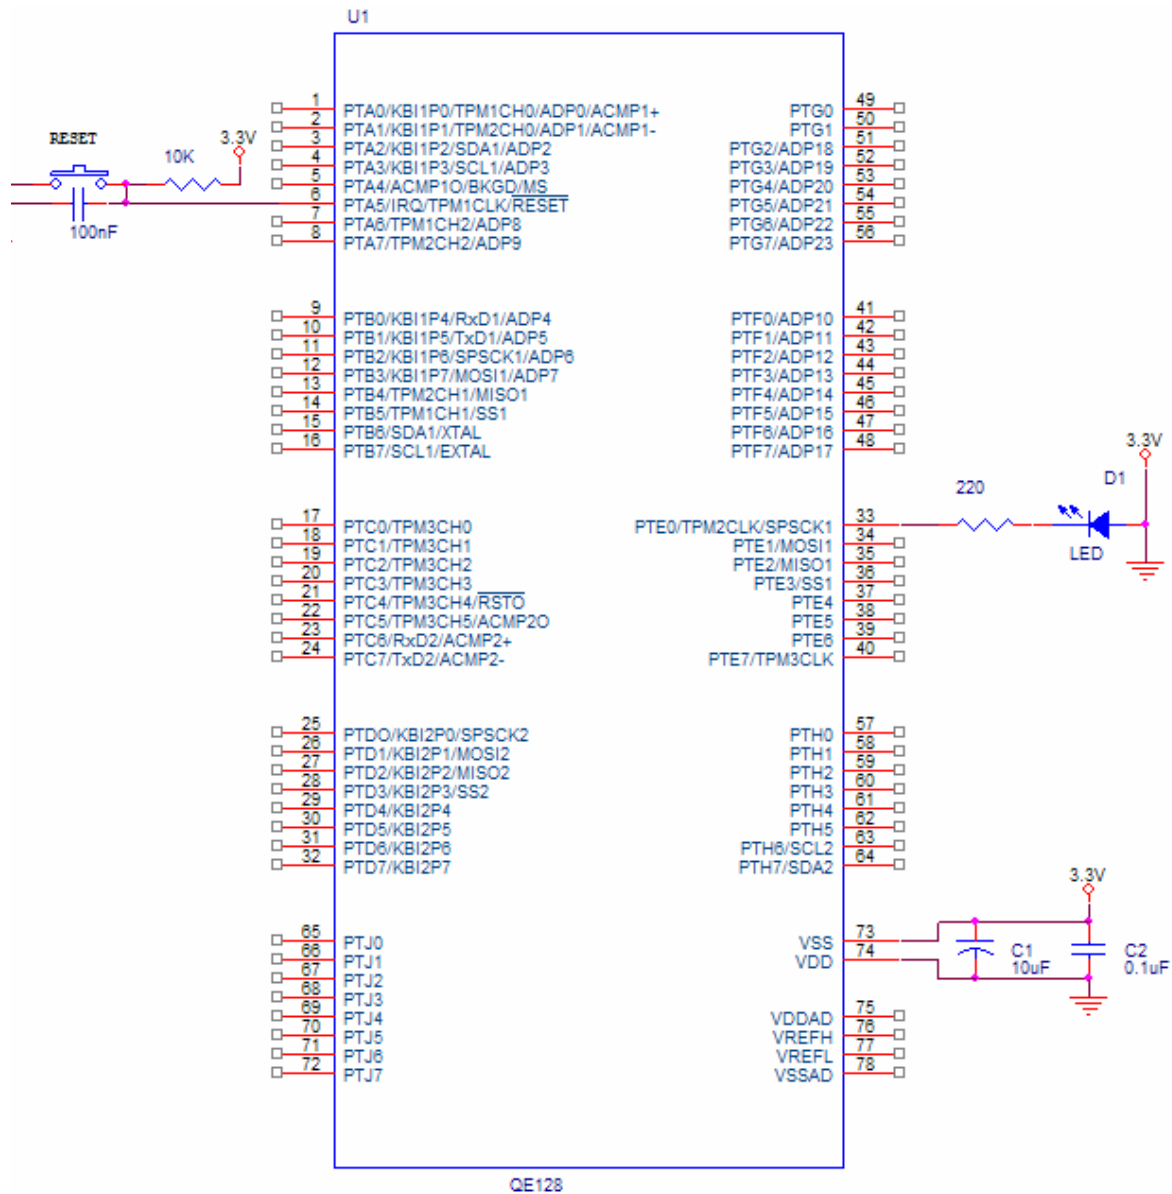 U1
RESET
3.3V
10K
100nF
1 PTA0/KBI1P0/TPM1CH0/ADP0/ACMP1+
2 PTA1/KBI1P1/TPM2CH0/ADP1/ACMP1-
3 PTA2/KBI1P2/SDA1/ADP2
4 PTA3/KBI1P3/SCL1/ADP3
5 PTA4/ACMP1O/BKGD/MS
6 PTA5/IRQ/TPM1CLK/RESET
7 PTA6/TPM1CH2/ADP8
8 PTA7/TPM2CH2/ADP9
PTG0 49
PTG1 50
PTG2/ADP18 51
PTG3/ADP19 52
PTG4/ADP20 53
PTG5/ADP21 54
PTG6/ADP22 55
PTG7/ADP23 56
9 PTB0/KBI1P4/RxD1/ADP4
10 PTB1/KBI1P5/TxD1/ADP5
11 PTB2/KBI1P6/SPSCK1/ADP6
12 PTB3/KBI1P7/MOSI1/ADP7
13 PTB4/TPM2CH1/MISO1
14 PTB5/TPM1CH1/SS1
15 PTB6/SDA1/XTAL
16 PTB7/SCL1/EXTAL
PTF0/ADP10 41
PTF1/ADP11 42
PTF2/ADP12 43
PTF3/ADP13 44
PTF4/ADP14 45
PTF5/ADP15 46
PTF6/ADP16 47
PTF7/ADP17 48
17 PTC0/TPM3CH0
18 PTC1/TPM3CH1
19 PTC2/TPM3CH2
20 PTC3/TPM3CH3
21 PTC4/TPM3CH4/RSTO
22 PTC5/TPM3CH5/ACMP2O
23 PTC6/RxD2/ACMP2+
24 PTC7/TxD2/ACMP2-
PTE0/TPM2CLK/SPSCK1 33
PTE1/MOSI1 34
PTE2/MISO1 35
PTE3/SS1 36
PTE4 37
PTE5 38
PTE6 39
PTE7/TPM3CLK 40
220
3.3V
D1
LED
25 PTDO/KBI2P0/SPSCK2
26 PTD1/KBI2P1/MOSI2
27 PTD2/KBI2P2/MISO2
28 PTD3/KBI2P3/SS2
29 PTD4/KBI2P4
30 PTD5/KBI2P5
31 PTD6/KBI2P6
32 PTD7/KBI2P7
PTH0 57
PTH1 58
PTH2 59
PTH3 60
PTH4 61
PTH5 62
PTH6/SCL2 63
PTH7/SDA2 64
65 PTJ0
66 PTJ1
67 PTJ2
68 PTJ3
69 PTJ4
70 PTJ5
71 PTJ6
72 PTJ7
VSS 73
VDD 74
VDDAD 75
VREFH 76
VREFL 77
VSSAD 78
3.3V
C1
10uF
C2
0.1uF
QE128